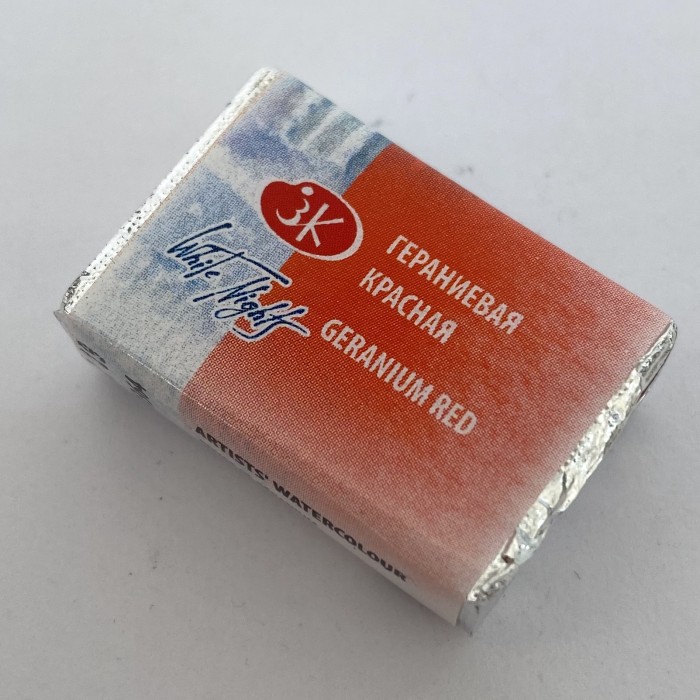 ЗК
White Nights
ГЕРАНИЕВАЯ
КРАСНАЯ
GERANIUM RED
ARTISTS' WATERCOLOUR